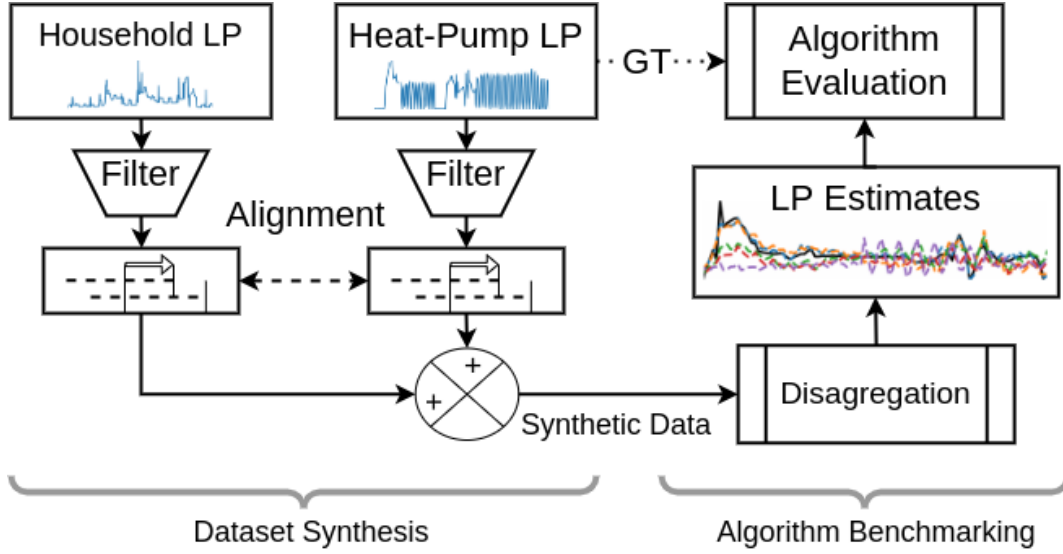 Household LP
Heat-Pump LP
GT
Algorithm
Evaluation
Filter
Filter
Alignment
LP Estimates
+
+
Disagregation
Synthetic Data
Dataset Synthesis
Algorithm Benchmarking